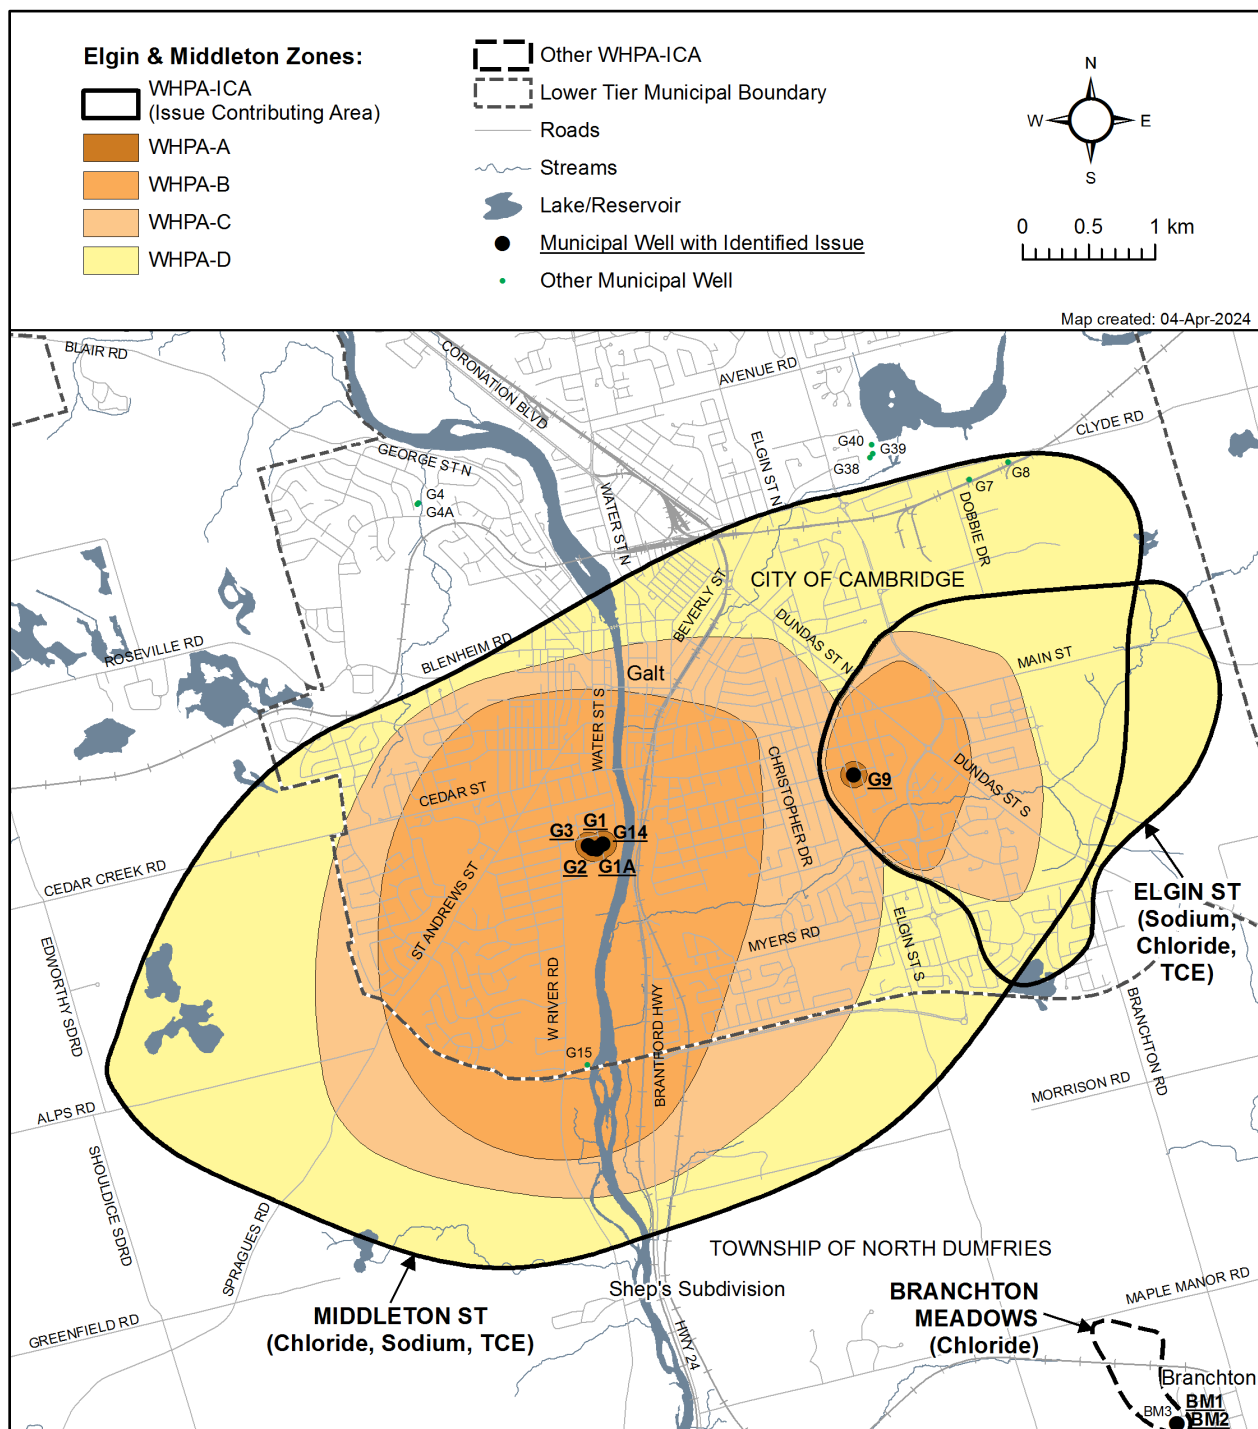 Elgin & Middleton Zones:
WHPA-ICA
(Issue Contributing Area)
WHPA-A
WHPA-B
WHPA-C
WHPA-D
Other WHPA-ICA
Lower Tier Municipal Boundary
Roads
Streams
Lake/Reservoir
Municipal Well with Identified Issue
Other Municipal Well
N
W
E
S
0 0.5 1 km
Map created: 04-Apr-2024
BLAIR RD
CORONATION BLVD
AVENUE RD
CLYDE RD
GEORGE ST N
ELGIN ST N
G40
G39
G38
G4
G4A
WATER ST N
G8
G7
DOBBIE DR
CITY OF CAMBRIDGE
BEVERLY ST
DUNDAS ST N
ROSEVILLE RD
BLENHEIM RD
MAIN ST
Galt
WATER ST S
CHRISTOPHER DR
DUNDAS ST S
G9
CEDAR ST
G1
G3
G14
G2
G1A
CEDAR CREEK RD
ST ANDREWS ST
ELGIN ST
(Sodium,
Chloride,
TCE)
MYERS RD
ELGIN ST S
EDWORTHY SDRD
W RIVER RD
BRANTFORD HWY
BRANCHTON RD
G15
ALPS RD
MORRISON RD
SHOULDICE SDRD
SPRAGUES RD
TOWNSHIP OF NORTH DUMFRIES
Shep's Subdivision
MAPLE MANOR RD
BRANCHTON
MEADOWS
(Chloride)
MIDDLETON ST
(Chloride, Sodium, TCE)
GREENFIELD RD
HWY 24
Branchton
BM1
BM3
BM2